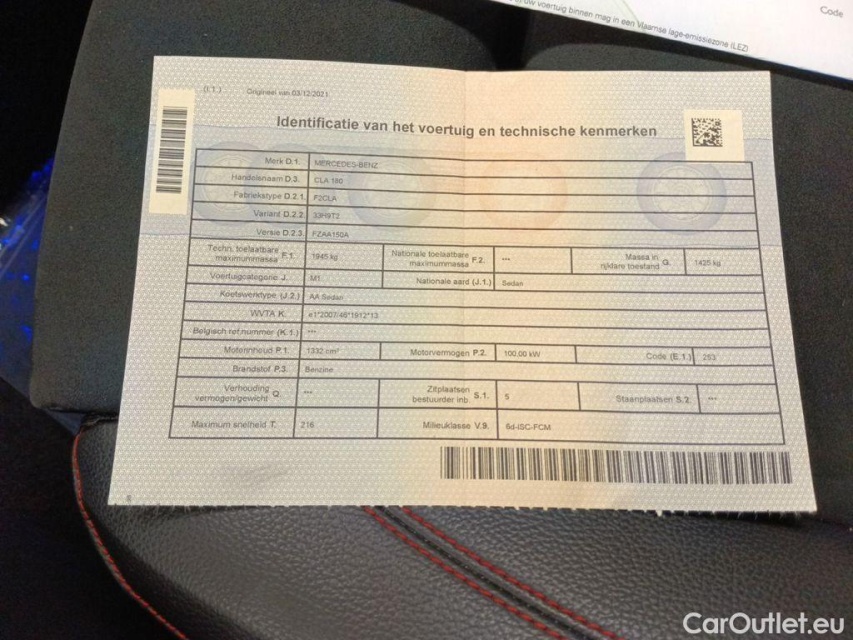 uw voertuig binnen mag in een Vlaamse lage-emissiezone (LEZ)
Code
(I.1.) Origineel van 03/12/2021
Identificatie van het voertuig en technische kenmerken
Merk D.1. MERCEDES-BENZ
Handelsnaam D.3. CLA 180
Fabriekstype D.2.1. F2CLA
Variant D.2.2. 33H9T2
Versie D.2.3. FZAA150A
Techn. toelaatbare maximummassa F.1. 1945 kg Nationale toelaatbare maximummassa F.2. --- Massa in rijklare toestand G. 1425 kg
Voertuigcategorie J. M1 Nationale aard (J.1.) Sedan
Koetswerktype (J.2.) AA Sedan
WVTA K. e1*2007/46*1912*13
Belgisch ref.nummer (K.1.) ---
Motorinhoud P.1. 1332 cm³ Motorvermogen P.2. 100,00 kW Code (E.1.) 253
Brandstof P.3. Benzine
Verhouding vermogen/gewicht Q. --- Zitplaatsen bestuurder inb. S.1. 5 Staanplaatsen S.2. ---
Maximum snelheid T. 216 Milieuklasse V.9. 6d-ISC-FCM
CarOutlet.eu